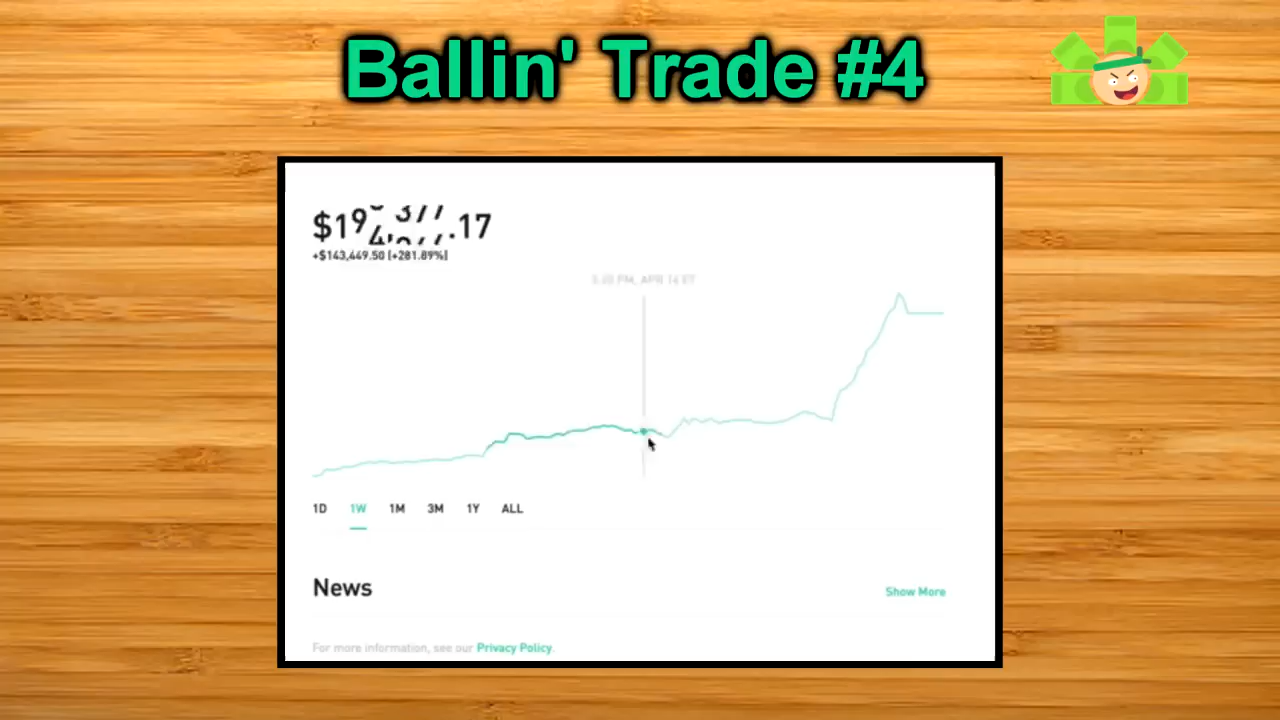 Ballin' Trade #4
+$143,449.50 (+281.89%)
1D 1W 1M 3M 1Y ALL
News
Show More
For more information, see our Privacy Policy.